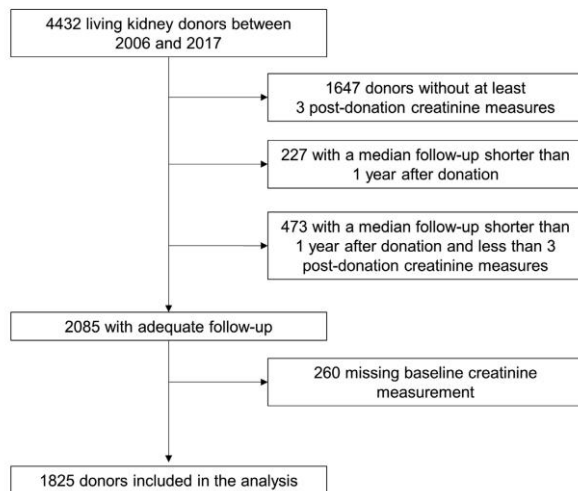 4432 living kidney donors between
2006 and 2017
1647 donors without at least
3 post-donation creatinine measures
227 with a median follow-up shorter than
1 year after donation
473 with a median follow-up shorter than
1 year after donation and less than 3
post-donation creatinine measures
2085 with adequate follow-up
260 missing baseline creatinine
measurement
1825 donors included in the analysis